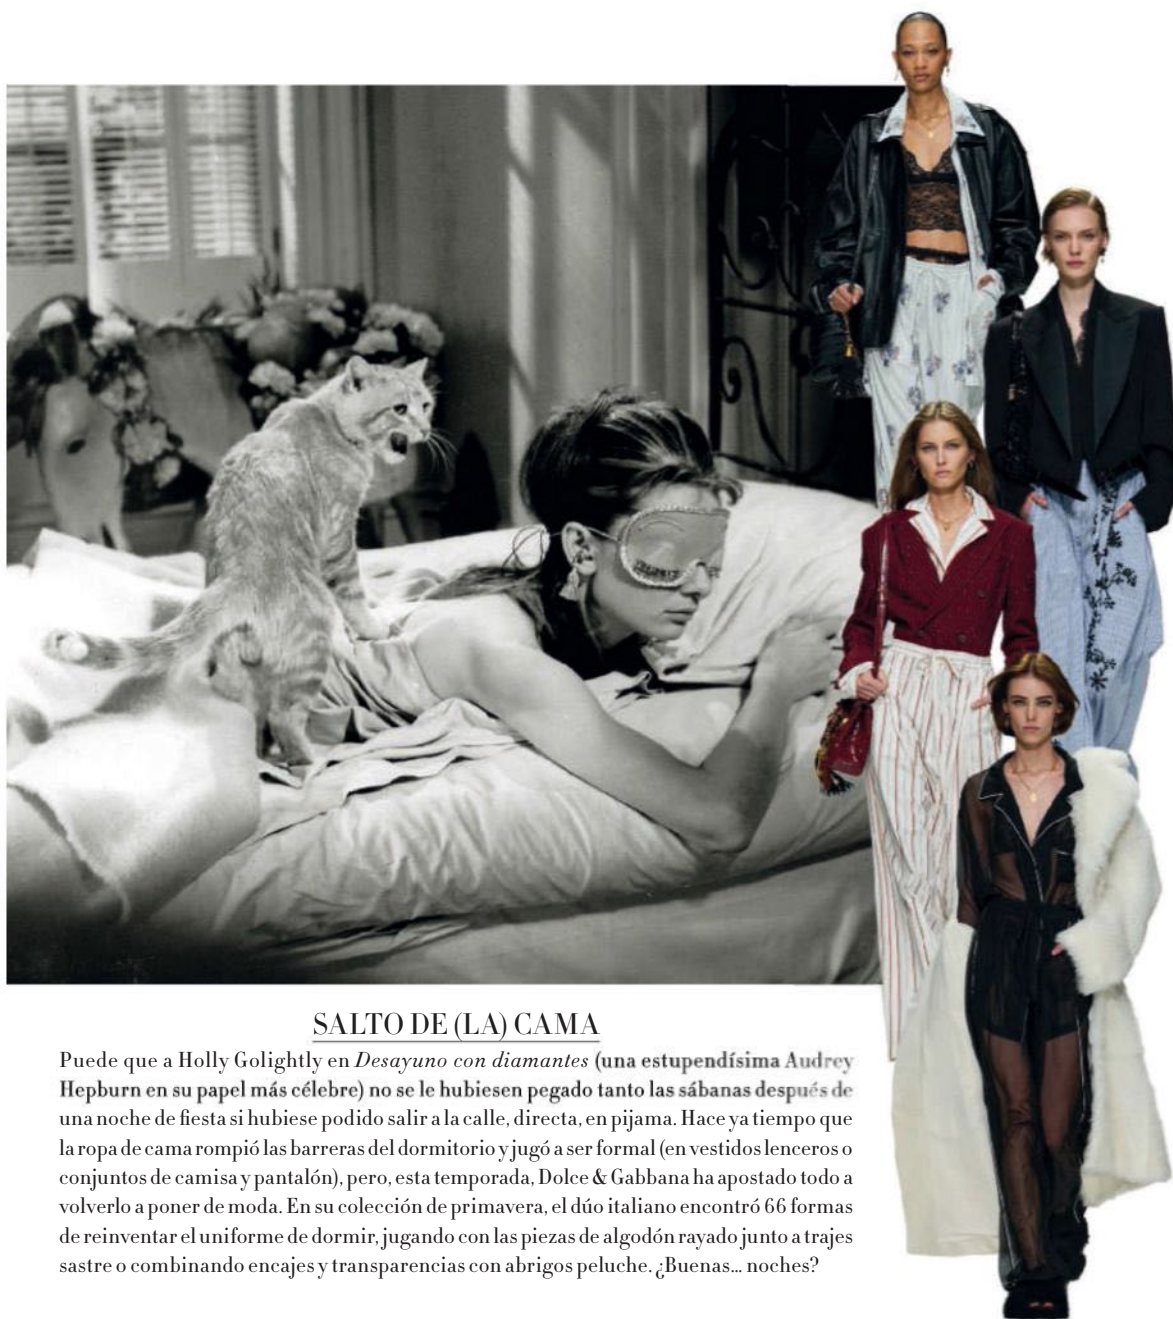 SALTO DE (LA) CAMA
Puede que a Holly Golightly en Desayuno con diamantes (una estupendísima Audrey
Hepburn en su papel más célebre) no se le hubiesen pegado tanto las sábanas después de
una noche de fiesta si hubiese podido salir a la calle, directa, en pijama. Hace ya tiempo que
la ropa de cama rompió las barreras del dormitorio y jugó a ser formal (en vestidos lenceros o
conjuntos de camisa y pantalón), pero, esta temporada, Dolce & Gabbana ha apostado todo a
volverlo a poner de moda. En su colección de primavera, el dúo italiano encontró 66 formas
de reinventar el uniforme de dormir, jugando con las piezas de algodón rayado junto a trajes
sastre o combinando encajes y transparencias con abrigos peluche. ¿Buenas... noches?